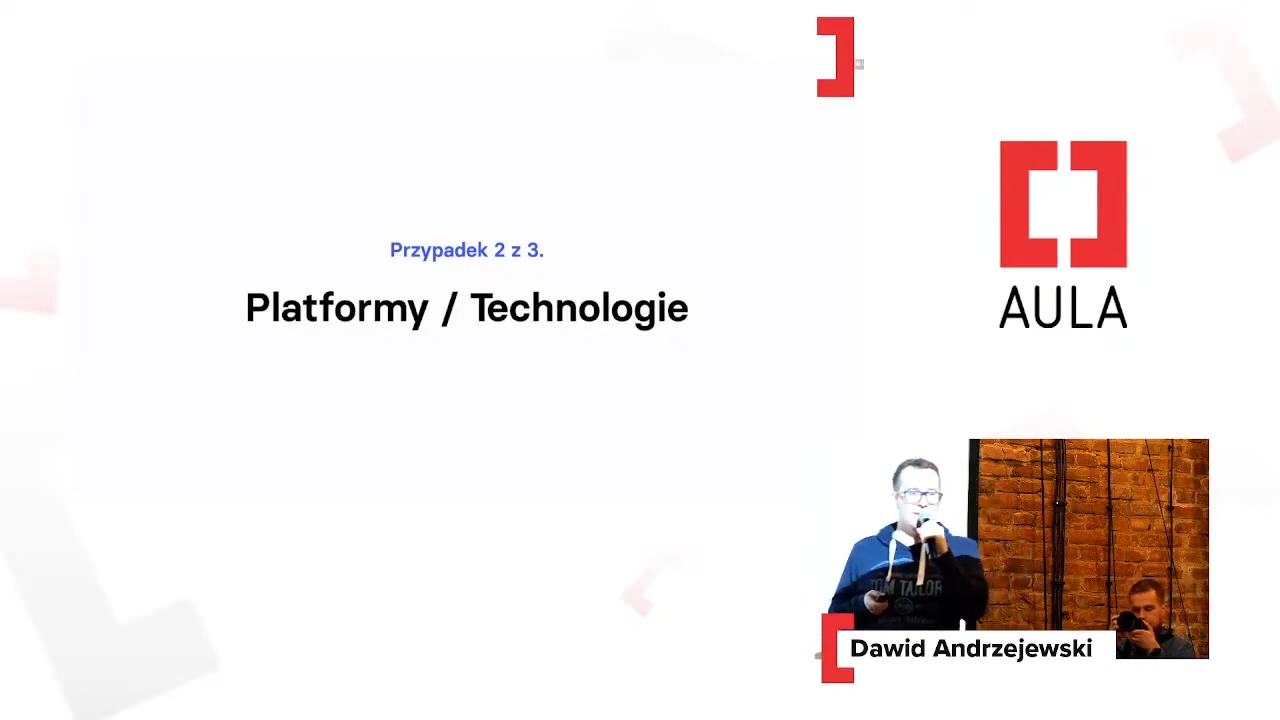 Przypadek 2 z 3.
Platformy / Technologie
AULA
TOM TAILOR
Dawid Andrzejewski